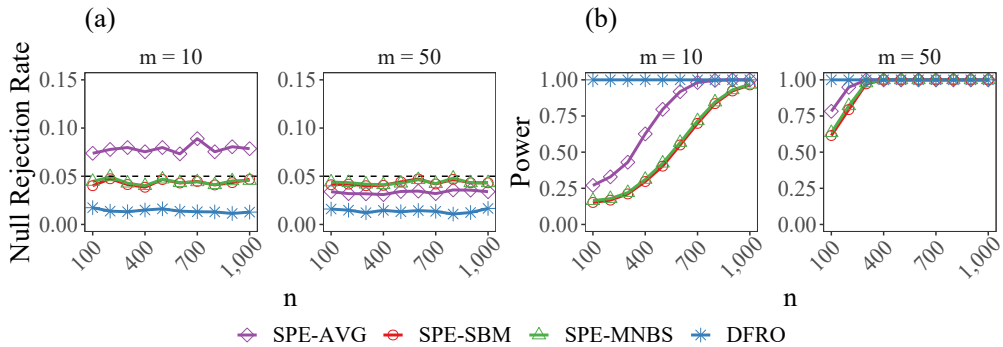 (a)
(b)
m = 10
m = 50
m = 10
m = 50
Null Rejection Rate
0.15
0.10
0.05
0.00
0.15
0.10
0.05
0.00
Power
1.00
0.75
0.50
0.25
0.00
1.00
0.75
0.50
0.25
0.00
100
400
700
1,000
100
400
700
1,000
100
400
700
1,000
100
400
700
1,000
n
n
SPE-AVG
SPE-SBM
SPE-MNBS
DFRO